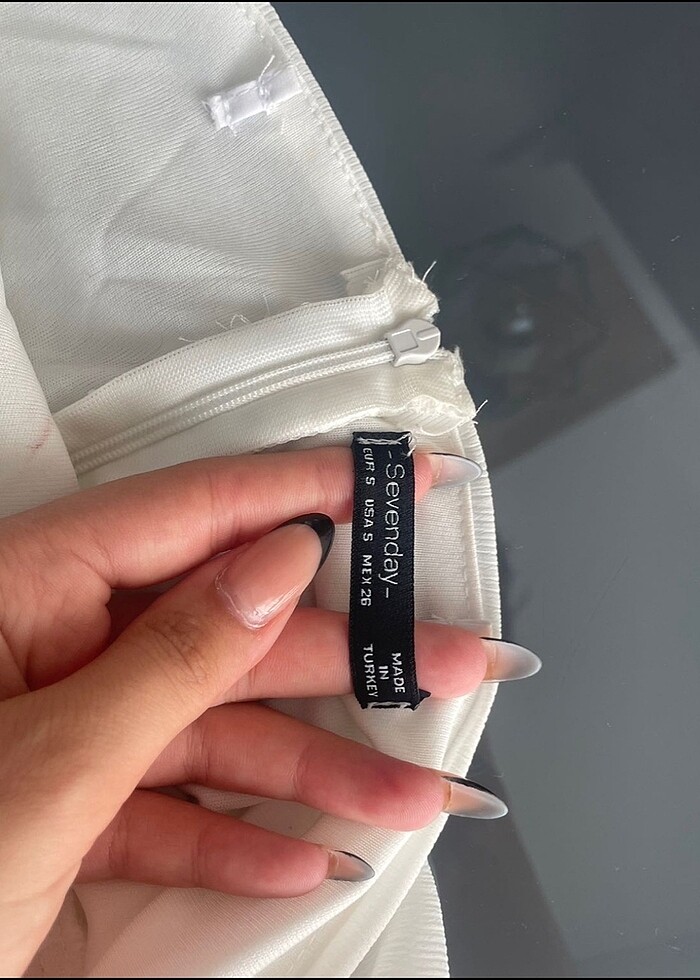 -Sevenday-
EUR S USA S MEX 26
MADE
IN
TURKEY